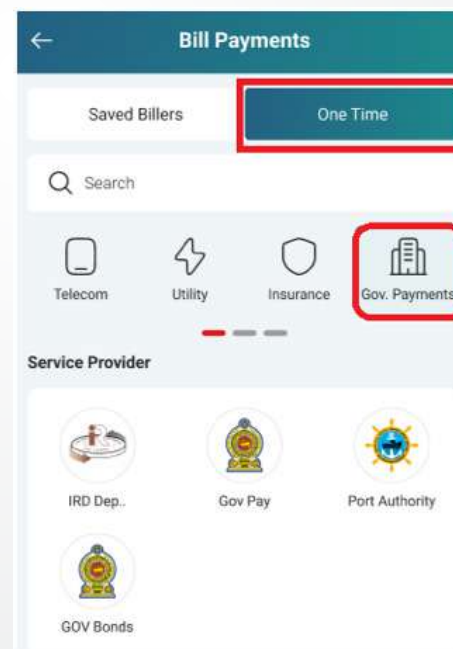 Bill Payments
Saved Billers
One Time
Search
Telecom
Utility
Insurance
Gov. Payments
Service Provider
IRD Dep..
Gov Pay
Port Authority
GOV Bonds